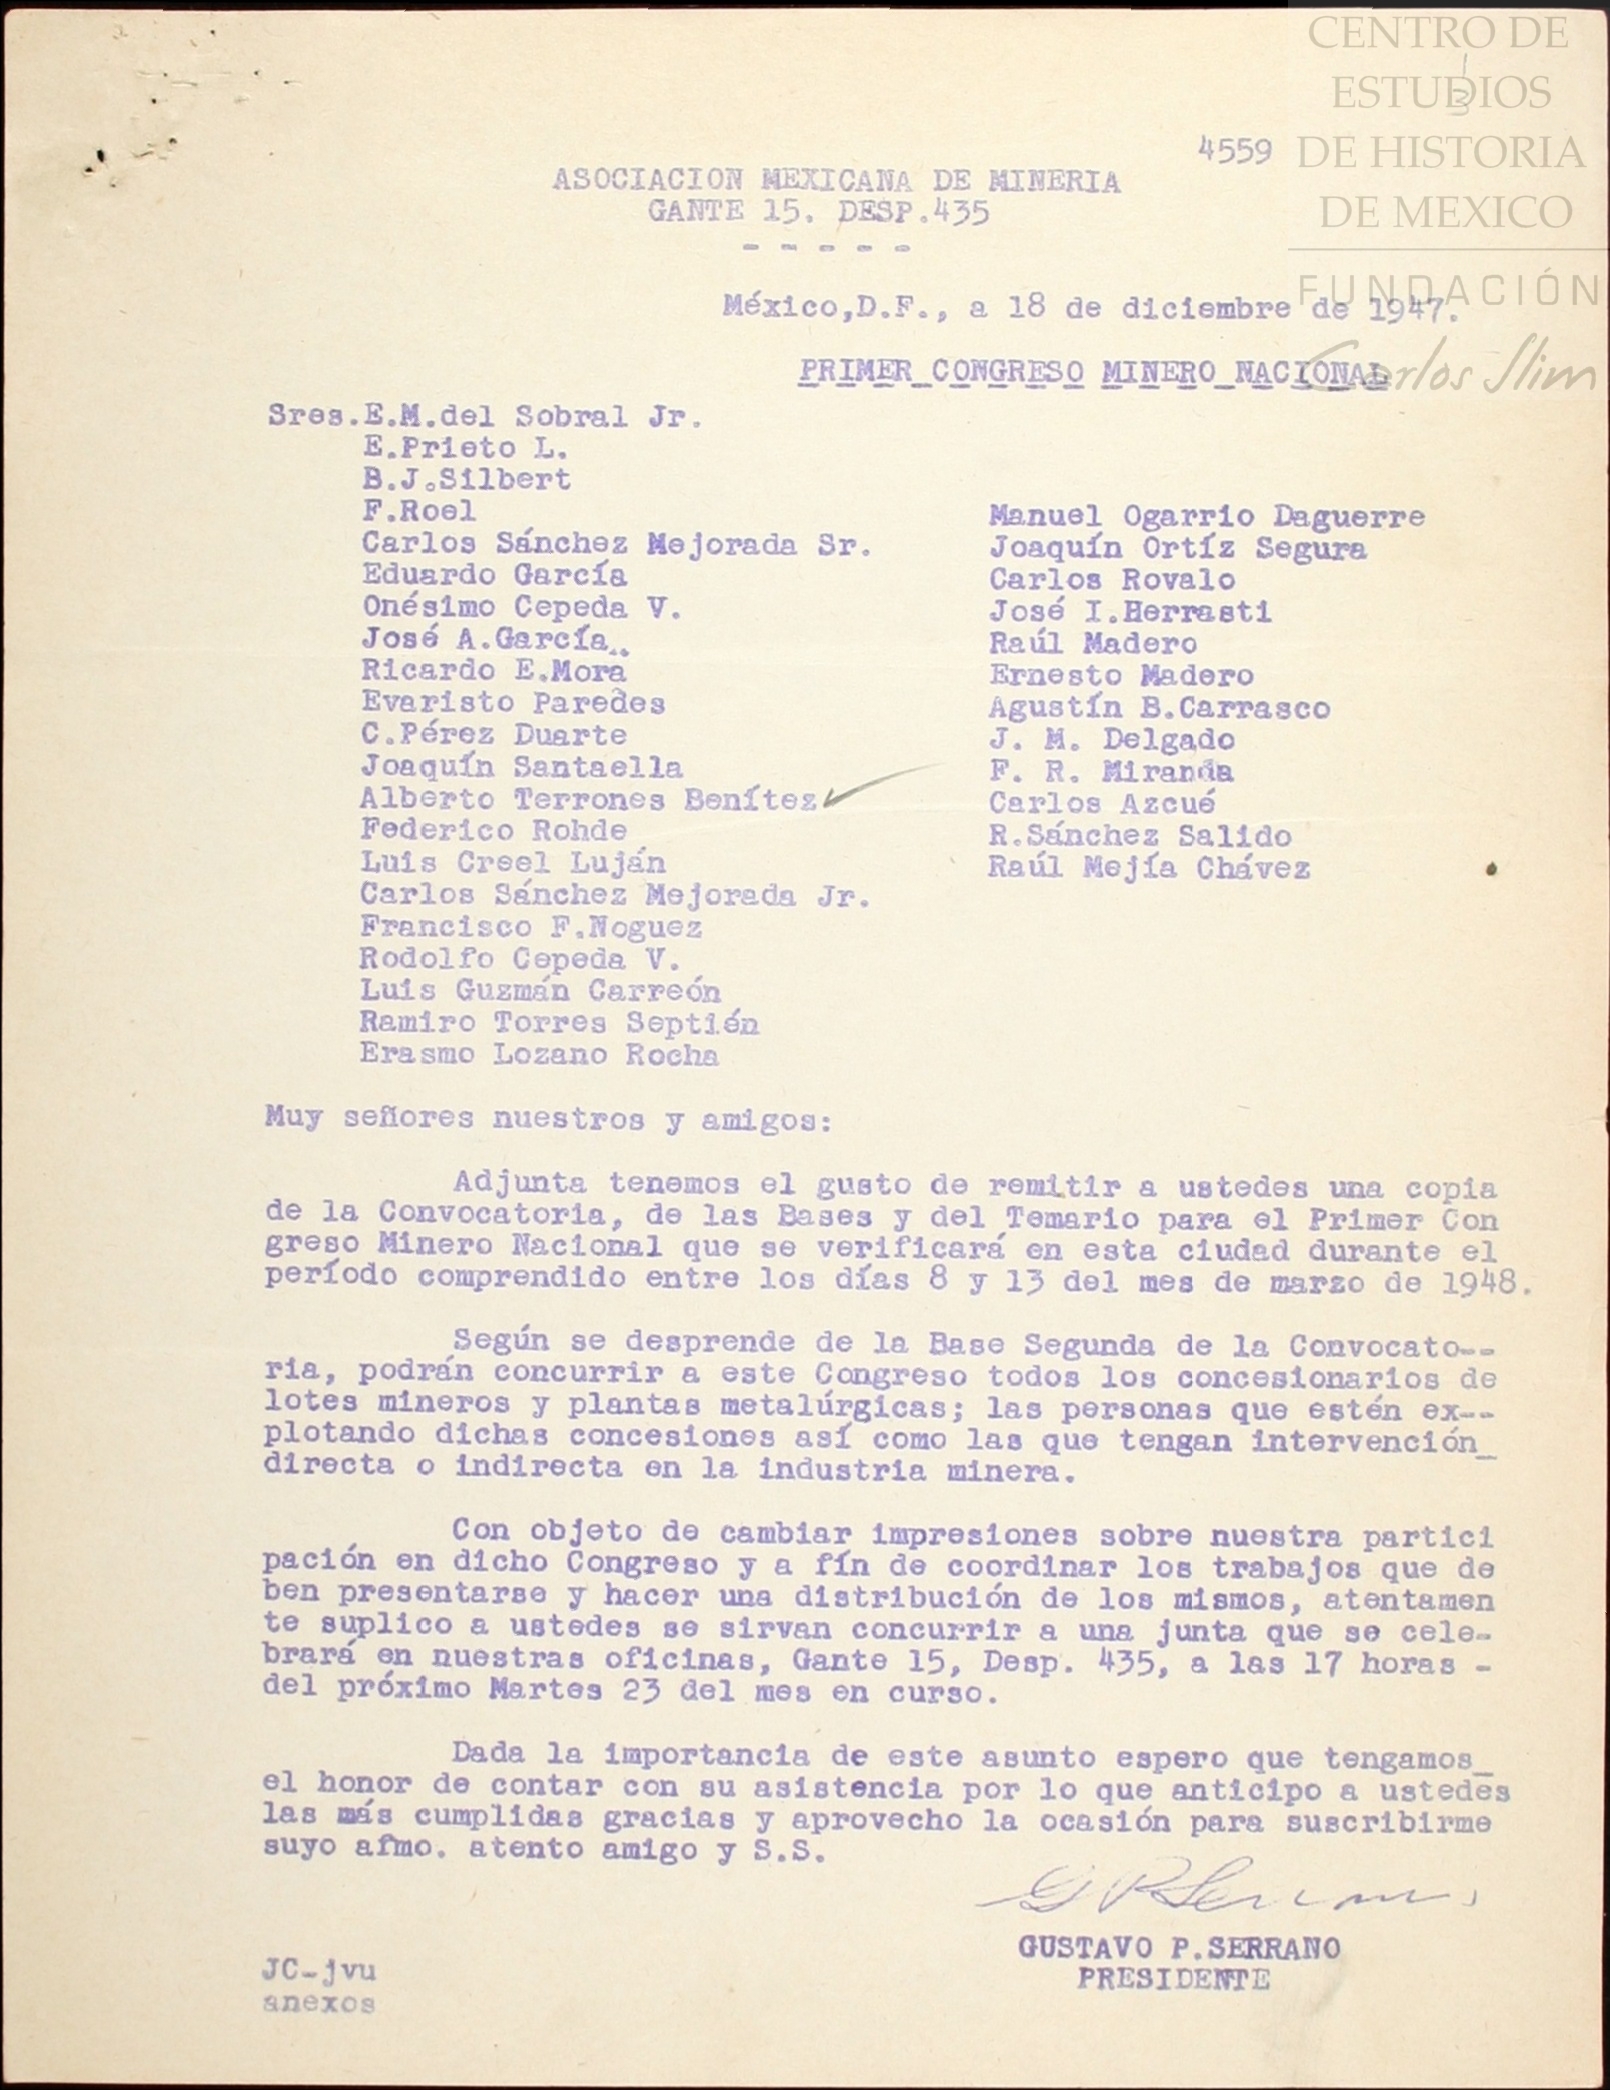 CENTRO DE
ESTUDIOS
DE HISTORIA
DE MEXICO
FUNDACIÓN
Carlos Slim
4559
ASOCIACION MEXICANA DE MINERIA
GANTE 15. DESP.435
- - - - -
México,D.F., a 18 de diciembre de 1947.
PRIMER CONGRESO MINERO NACIONAL
Sres.E.M.del Sobral Jr.
E.Prieto L.
B.J.Silbert
F.Roel
Carlos Sánchez Mejorada Sr.
Eduardo García
Onésimo Cepeda V.
José A.García..
Ricardo E.Mora
Evaristo Paredes
C.Pérez Duarte
Joaquín Santaella
Alberto Terrones Benítez
Federico Rohde
Luis Creel Luján
Carlos Sánchez Mejorada Jr.
Francisco F.Noguez
Rodolfo Cepeda V.
Luis Guzmán Carreón
Ramiro Torres Septién
Erasmo Lozano Rocha
Manuel Ogarrio Daguerre
Joaquín Ortíz Segura
Carlos Rovalo
José I.Herrasti
Raúl Madero
Ernesto Madero
Agustín B.Carrasco
J. M. Delgado
F. R. Miranda
Carlos Azcué
R.Sánchez Salido
Raúl Mejía Chávez
Muy señores nuestros y amigos:
Adjunta tenemos el gusto de remitir a ustedes una copia
de la Convocatoria, de las Bases y del Temario para el Primer Con
greso Minero Nacional que se verificará en esta ciudad durante el
período comprendido entre los días 8 y 13 del mes de marzo de 1948.
Según se desprende de la Base Segunda de la Convocato--
ria, podrán concurrir a este Congreso todos los concesionarios de
lotes mineros y plantas metalúrgicas; las personas que estén ex--
plotando dichas concesiones así como las que tengan intervención_
directa o indirecta en la industria minera.
Con objeto de cambiar impresiones sobre nuestra partici
pación en dicho Congreso y a fín de coordinar los trabajos que de
ben presentarse y hacer una distribución de los mismos, atentamen
te suplico a ustedes se sirvan concurrir a una junta que se cele-
brará en nuestras oficinas, Gante 15, Desp. 435, a las 17 horas -
del próximo Martes 23 del mes en curso.
Dada la importancia de este asunto espero que tengamos_
el honor de contar con su asistencia por lo que anticipo a ustedes
las más cumplidas gracias y aprovecho la ocasión para suscribirme
suyo afmo. atento amigo y S.S.
G P Serrano
GUSTAVO P.SERRANO
PRESIDENTE
JC-jvu
anexos